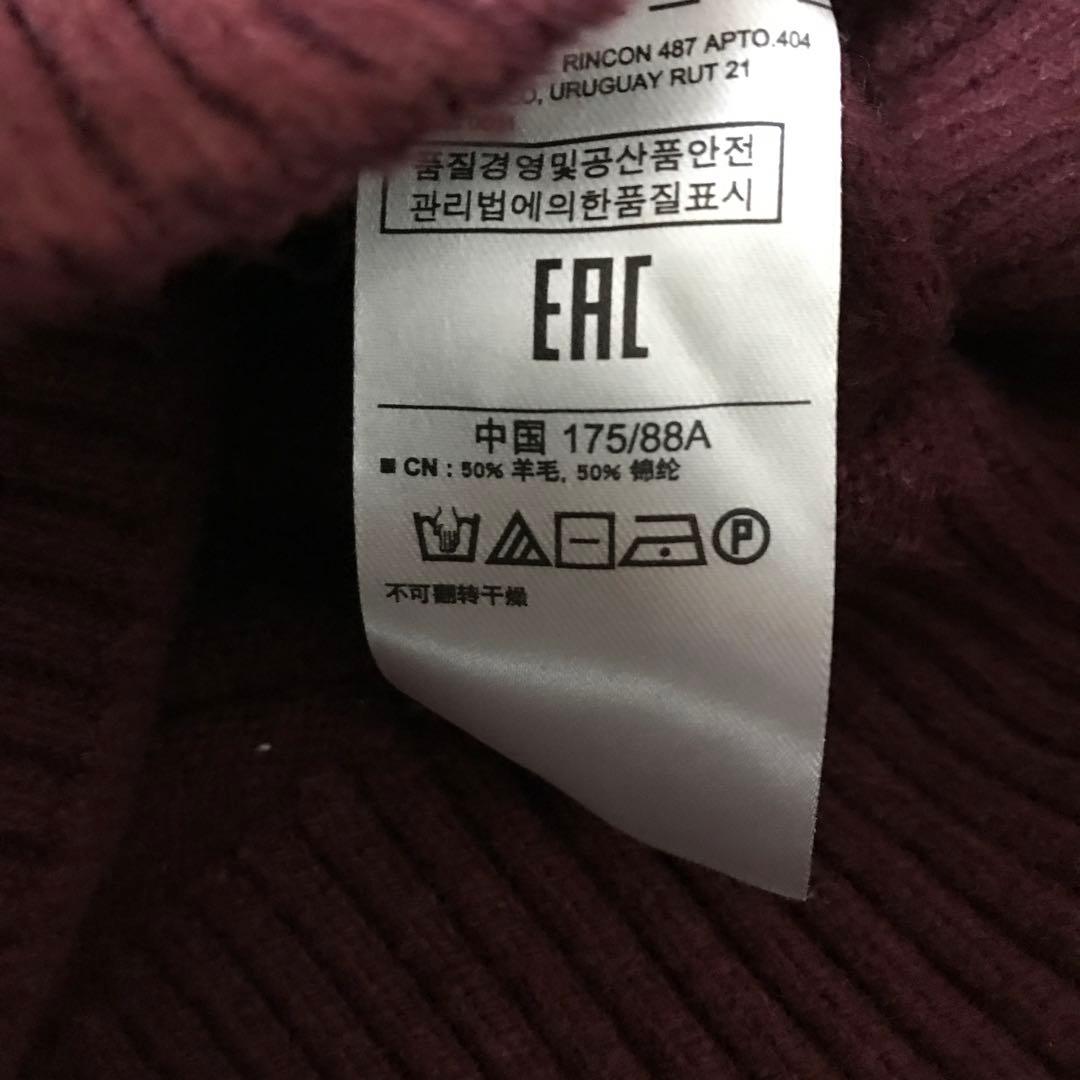 RINCON 487 APTO.404
O, URUGUAY RUT 21
품질경영및공산품안전
관리법에의한품질표시
EAC
中国 175/88A
■ CN : 50% 羊毛, 50% 锦纶
P
不可翻转干燥